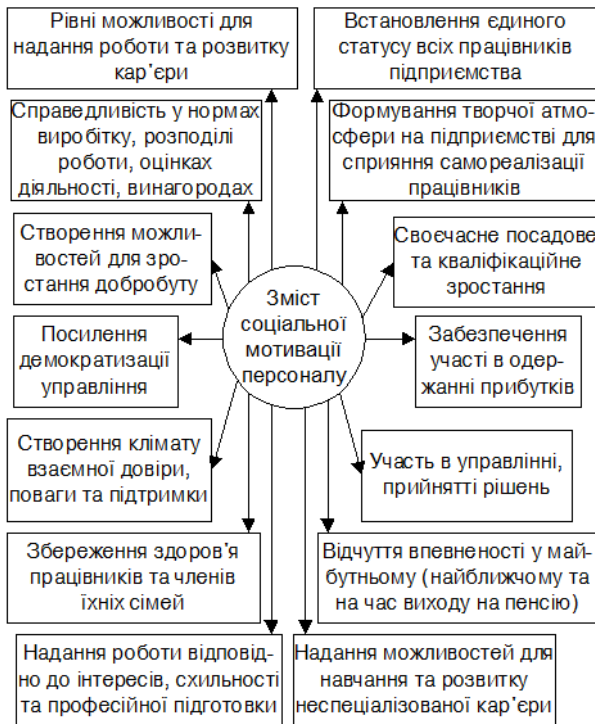 Рівні можливості для
надання роботи та розвитку
кар'єри
Встановлення єдиного
статусу всіх працівників
підприємства
Справедливість у нормах
виробітку, розподілі
роботи, оцінках
діяльності, винагородах
Формування творчої атмо-
сфери на підприємстві для
сприяння самореалізації
працівників
Створення можли-
востей для зро-
стання добробуту
Своєчасне посадове
та кваліфікаційне
зростання
Зміст
соціальної
мотивації
персоналу
Посилення
демократизації
управління
Забезпечення
участі в одер-
жанні прибутків
Створення клімату
взаємної довіри,
поваги та підтримки
Участь в управлінні,
прийнятті рішень
Збереження здоров'я
працівників та членів
їхніх сімей
Відчуття впевненості у май-
бутньому (найближчому та
на час виходу на пенсію)
Надання роботи відповід-
но до інтересів, схильності
та професійної підготовки
Надання можливостей для
навчання та розвитку
неспеціалізованої кар'єри